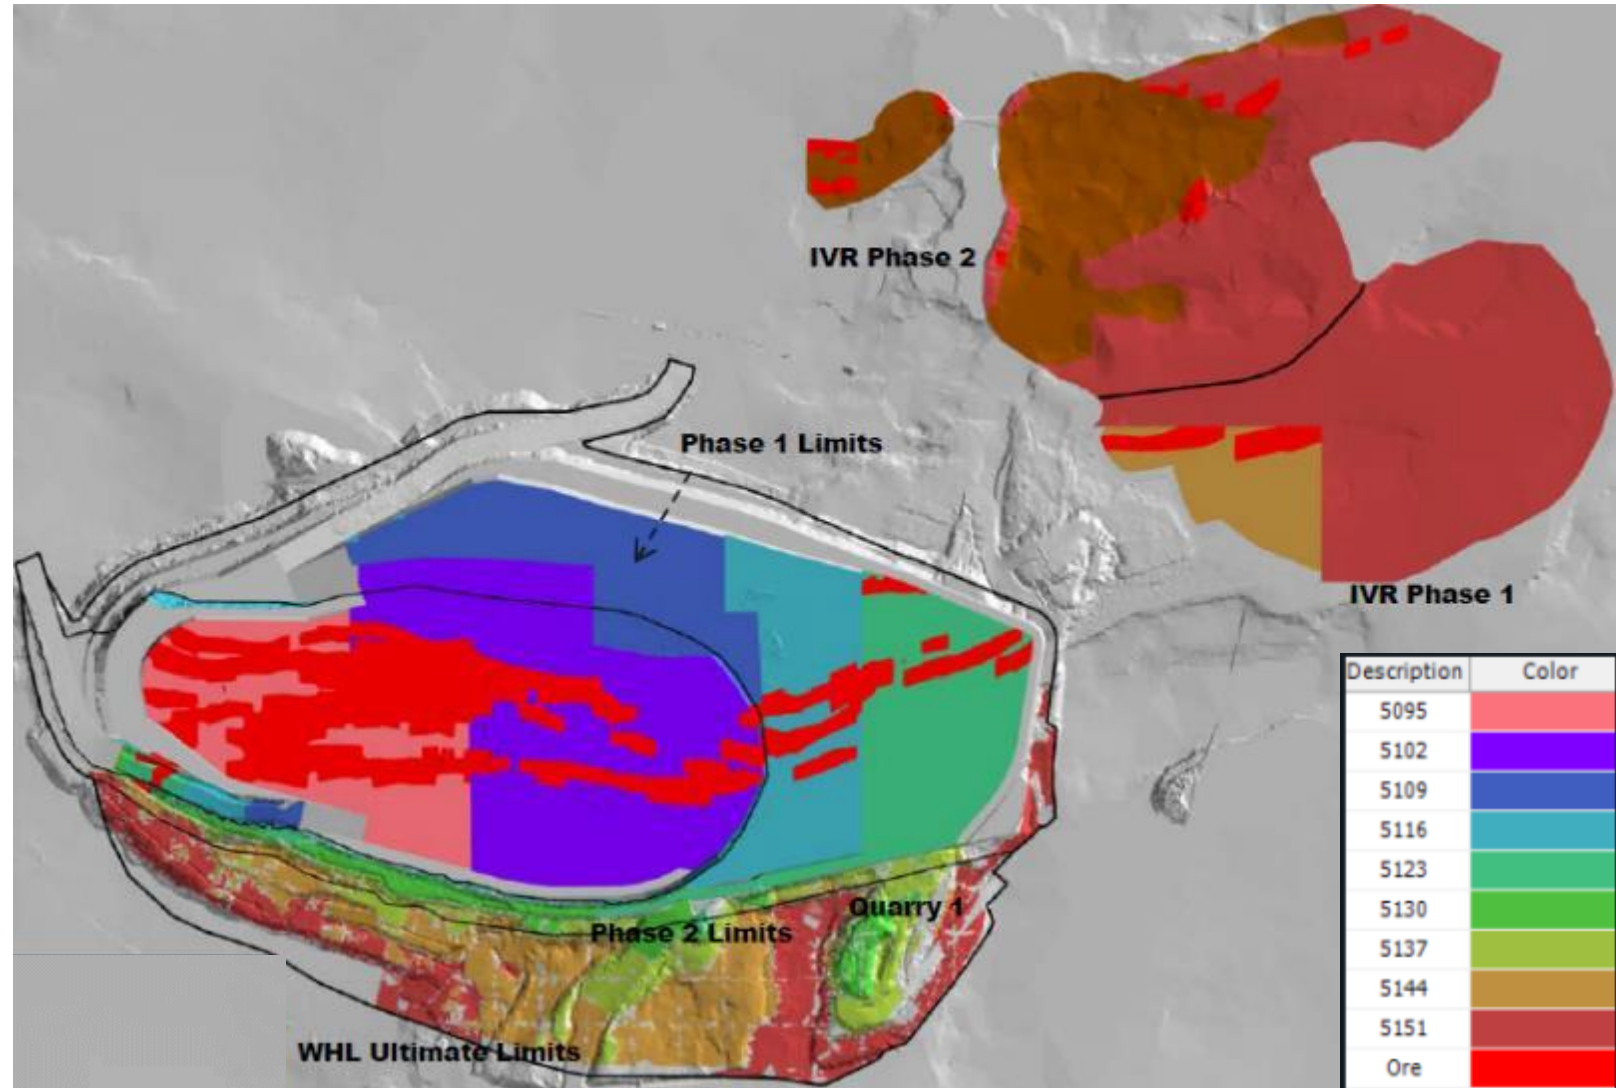 IVR Phase 2
Phase 1 Limits
IVR Phase 1
Quarry 1
Phase 2 Limits
WHL Ultimate Limits
Description Color
5095
5102
5109
5116
5123
5130
5137
5144
5151
Ore